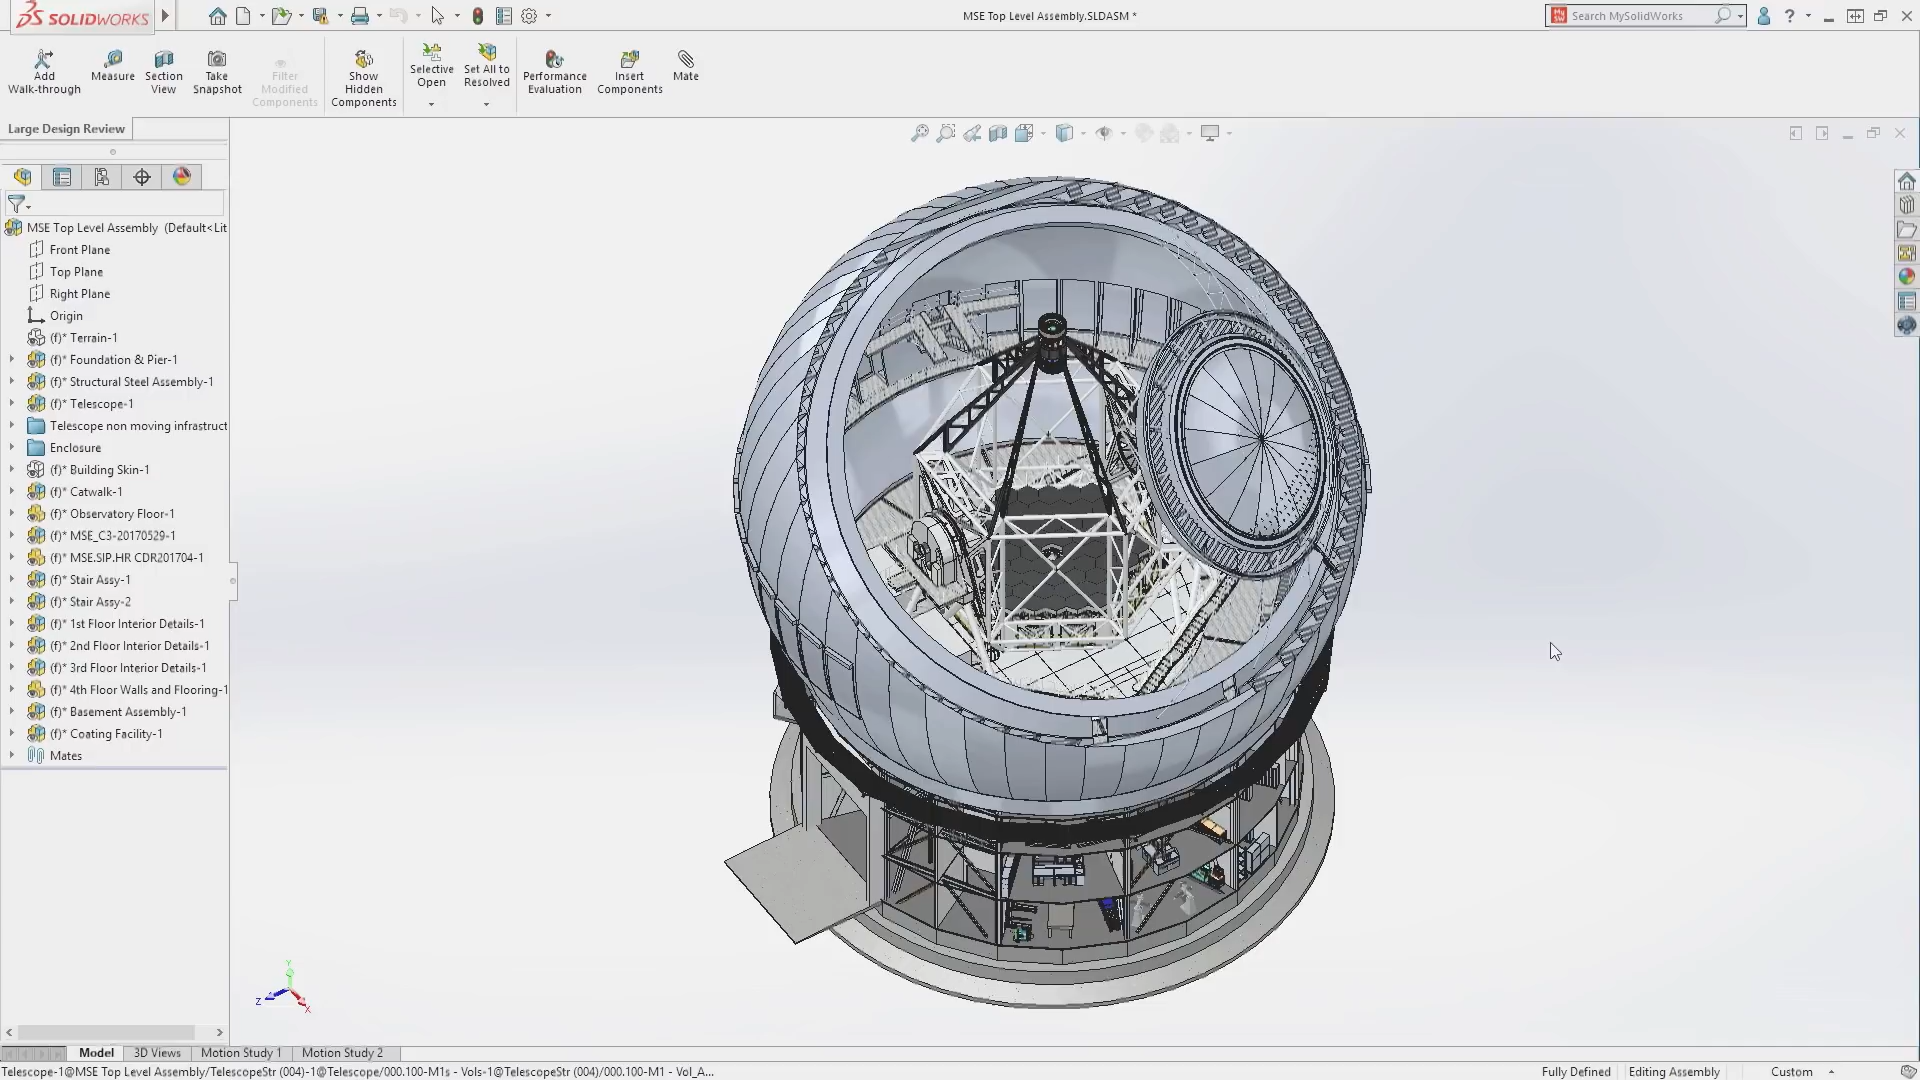 SOLIDWORKS
MSE Top Level Assembly.SLDASM *
Search MySolidWorks
Add Walk-through
Measure
Section View
Take Snapshot
Filter Modified Components
Show Hidden Components
Selective Open
Set All to Resolved
Performance Evaluation
Insert Components
Mate
Large Design Review
MSE Top Level Assembly (Default<Lit
Front Plane
Top Plane
Right Plane
Origin
(f)* Terrain-1
(f)* Foundation & Pier-1
(f)* Structural Steel Assembly-1
(f)* Telescope-1
Telescope non moving infrastruct
Enclosure
(f)* Building Skin-1
(f)* Catwalk-1
(f)* Observatory Floor-1
(f)* MSE_C3-20170529-1
(f)* MSE.SIP.HR CDR201704-1
(f)* Stair Assy-1
(f)* Stair Assy-2
(f)* 1st Floor Interior Details-1
(f)* 2nd Floor Interior Details-1
(f)* 3rd Floor Interior Details-1
(f)* 4th Floor Walls and Flooring-1
(f)* Basement Assembly-1
(f)* Coating Facility-1
Mates
Y
Z
X
Model
3D Views
Motion Study 1
Motion Study 2
Telescope-1@MSE Top Level Assembly/TelescopeStr (004)-1@Telescope/000.100-M1s - Vols-1@TelescopeStr (004)/000.100-M1 - Vol_A...
Fully Defined
Editing Assembly
Custom